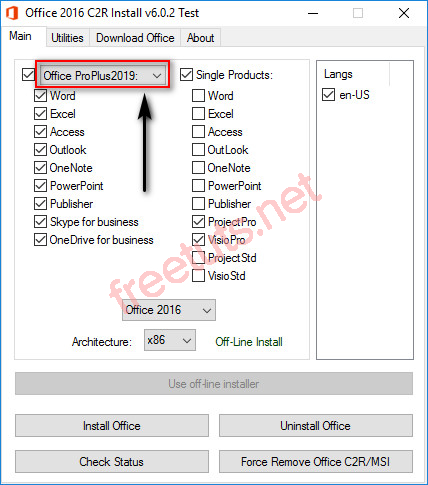 Office 2016 C2R Install v6.0.2 Test
Main Utilities Download Office About
Office ProPlus2019:
Word
Excel
Access
Outlook
OneNote
PowerPoint
Publisher
Skype for business
OneDrive for business
Single Products:
Word
Excel
Access
OutLook
OneNote
PowerPoint
Publisher
ProjectPro
VisioPro
ProjectStd
VisioStd
Langs
en-US
freetuts.net
Office 2016
Architecture: x86 Off-Line Install
Use off-line installer
Install Office Uninstall Office
Check Status Force Remove Office C2R/MSI